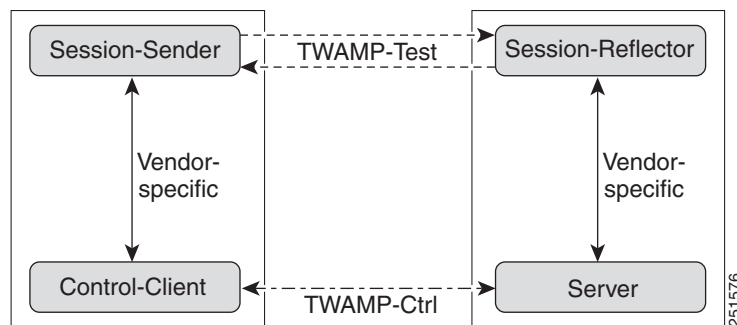 Session-Sender
TWAMP-Test
Session-Reflector
Vendor-
specific
Vendor-
specific
Control-Client
TWAMP-Ctrl
Server
251576